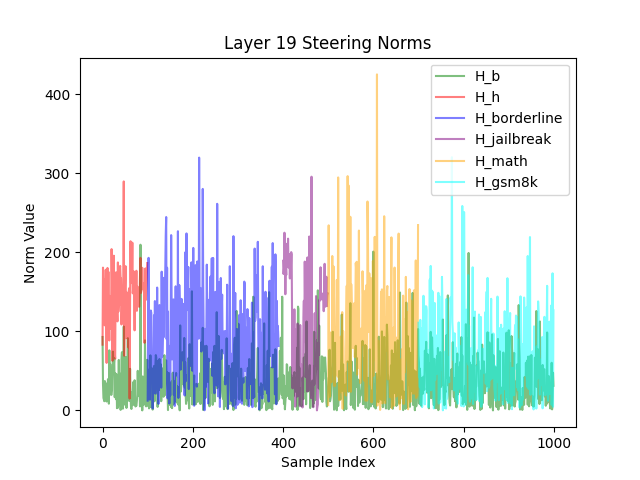 Layer 19 Steering Norms
H_b
H_h
H_borderline
H_jailbreak
H_math
H_gsm8k
Norm Value
400
300
200
100
0
0 200 400 600 800 1000
Sample Index